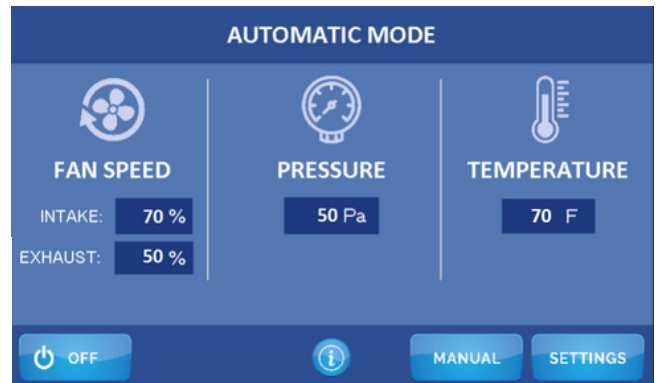 AUTOMATIC MODE
FAN SPEED
INTAKE: 70 %
EXHAUST: 50 %
PRESSURE
50 Pa
TEMPERATURE
70 F
OFF
i
MANUAL
SETTINGS